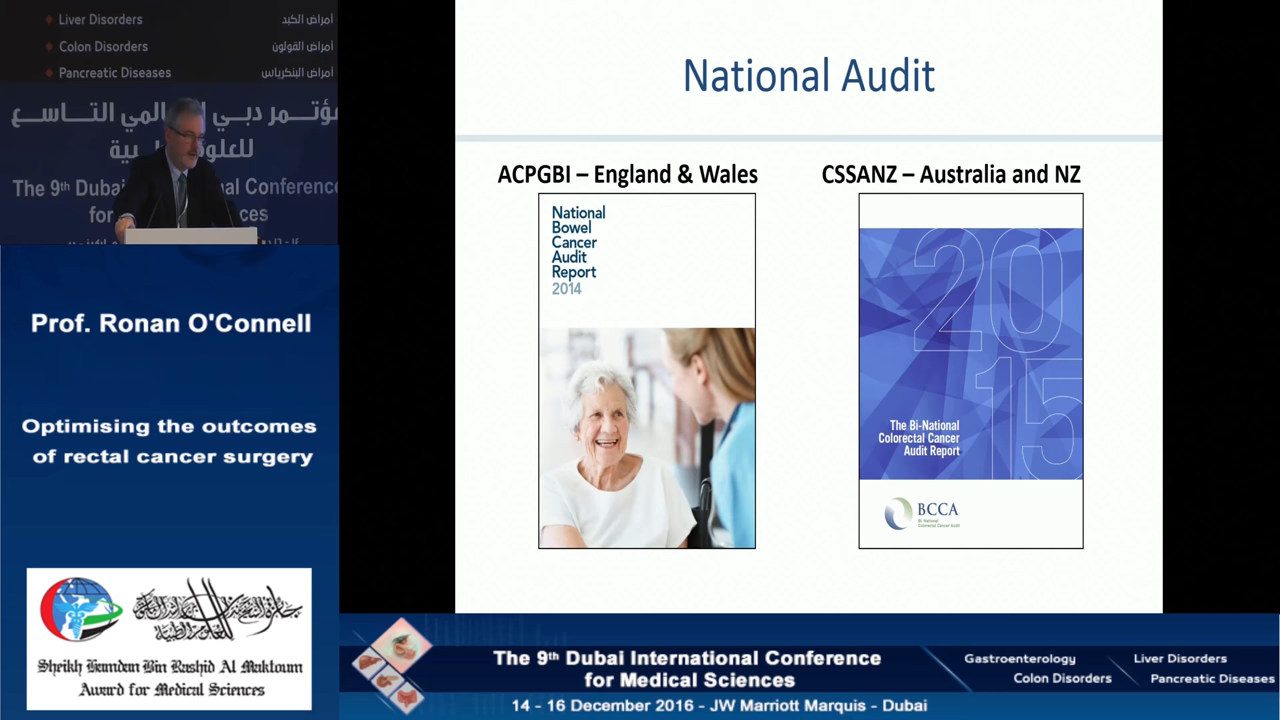 Liver Disorders
أمراض الكبد
Colon Disorders
أمراض القولون
Pancreatic Diseases
أمراض البنكرياس
للعلوم
The 9th Dubai
Conference
for
ces
Prof. Ronan O'Connell
Optimising the outcomes
of rectal cancer surgery
Sheikh Hamdan Bin Rashid Al Maktoum
Award for Medical Sciences
National Audit
ACPGBI – England & Wales
National
Bowel
Cancer
Audit
Report
2014
CSSANZ – Australia and NZ
20
15
The Bi-National
Colorectal Cancer
Audit Report
BCCA
Bi-National
Colorectal Cancer Audit
The 9th Dubai International Conference
for Medical Sciences
14 - 16 December 2016 - JW Marriott Marquis - Dubai
Gastroenterology
Liver Disorders
Colon Disorders
Pancreatic Diseases